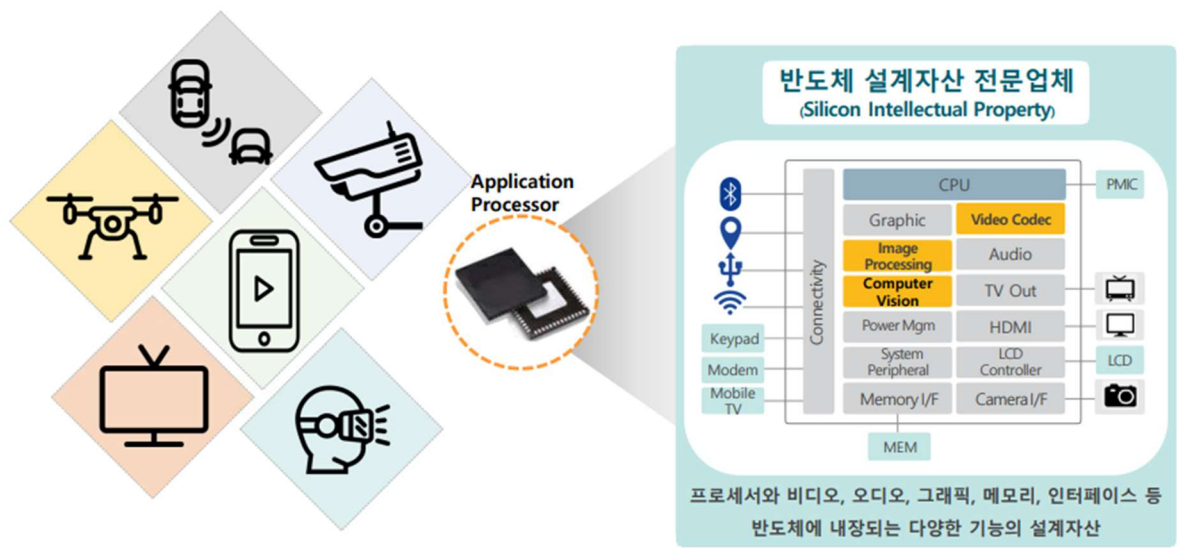 Application
Processor
반도체 설계자산 전문업체
(Silicon Intellectual Property)
Connectivity
CPU
PMIC
Graphic
Video Codec
Image
Processing
Audio
Computer
Vision
TV Out
Power Mgm
HDMI
Keypad
System
Peripheral
LCD
Controller
LCD
Modem
Mobile
TV
Memory I/F
Camera I/F
MEM
프로세서와 비디오, 오디오, 그래픽, 메모리, 인터페이스 등
반도체에 내장되는 다양한 기능의 설계자산